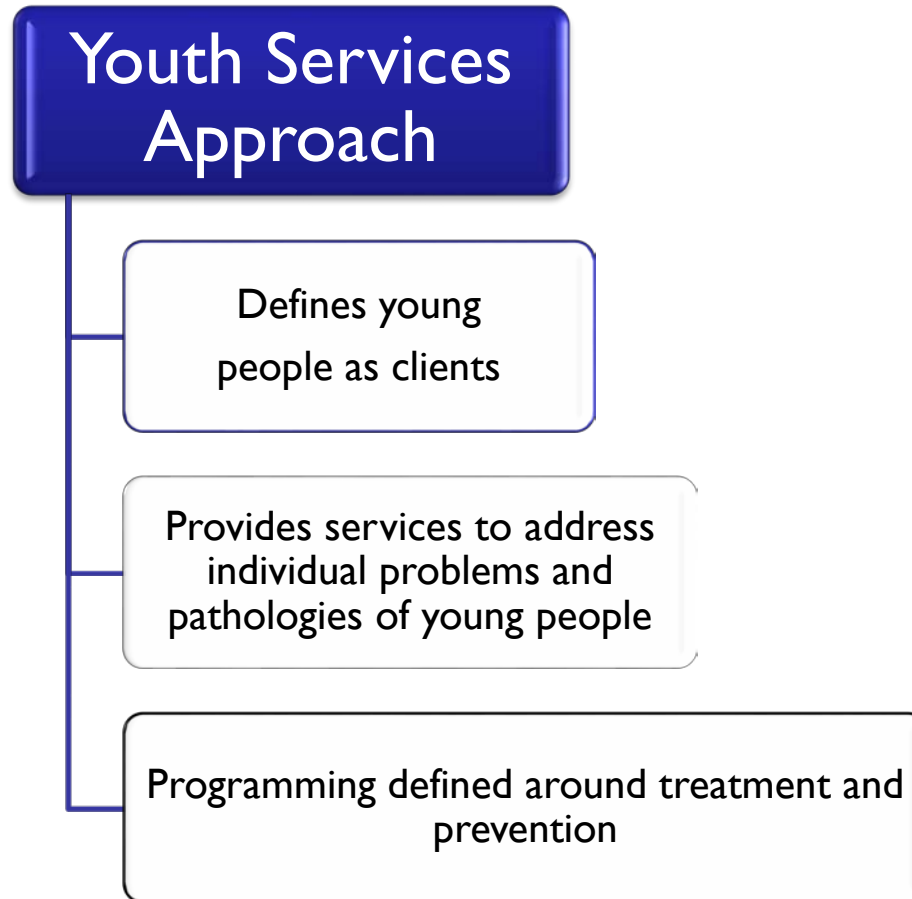 Youth Services
Approach
Defines young
people as clients
Provides services to address
individual problems and
pathologies of young people
Programming defined around treatment and
prevention